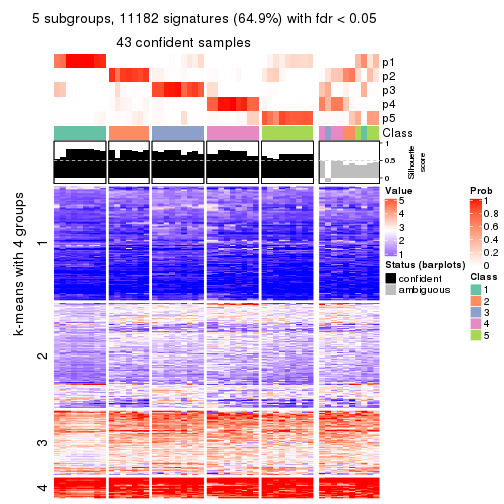 5 subgroups, 11182 signatures (64.9%) with fdr < 0.05
43 confident samples
p1
p2
p3
p4
p5
Class
1
0.5
0
Silhouette
score
k-means with 4 groups
1
2
3
4
Value
5
4
3
2
1
Status (barplots)
confident
ambiguous
Prob
1
0.8
0.6
0.4
0.2
0
Class
1
2
3
4
5